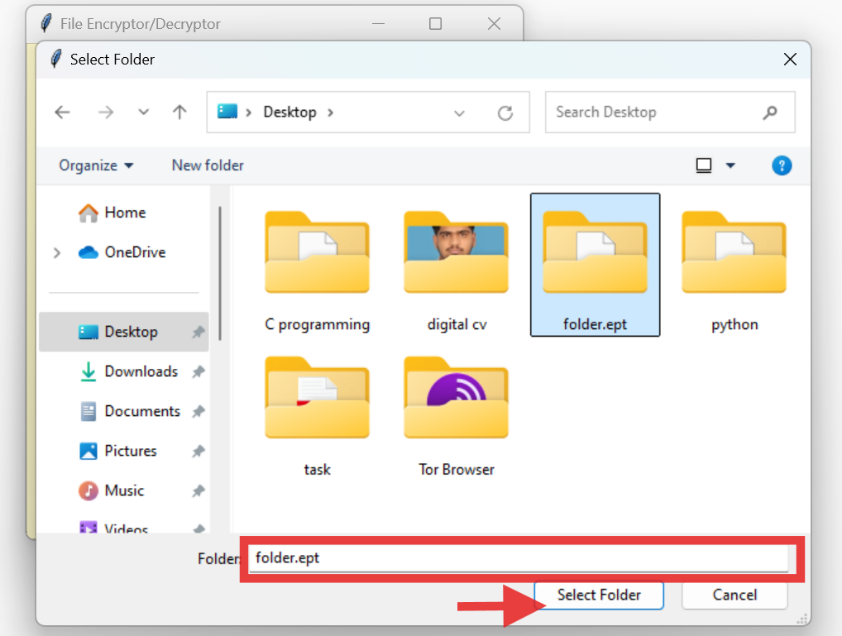 File Encryptor/Decryptor
Select Folder
Desktop
Search Desktop
Organize
New folder
Home
OneDrive
Desktop
Downloads
Documents
Pictures
Music
Videos
C programming
digital cv
folder.ept
python
task
Tor Browser
Folder: folder.ept
Select Folder
Cancel